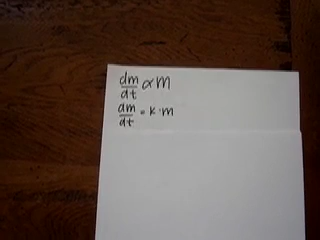 dm/dt ∝ m
dm/dt = k · m